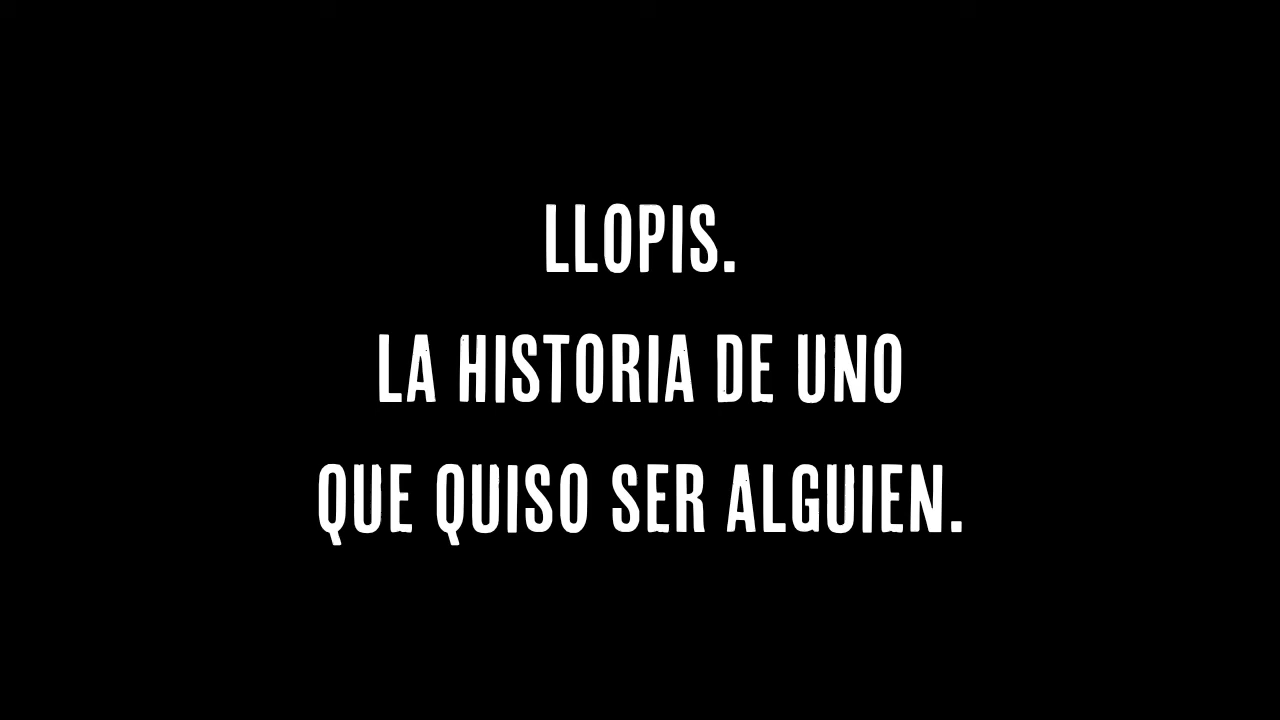 LLOPIS.
LA HISTORIA DE UNO
QUE QUISO SER ALGUIEN.